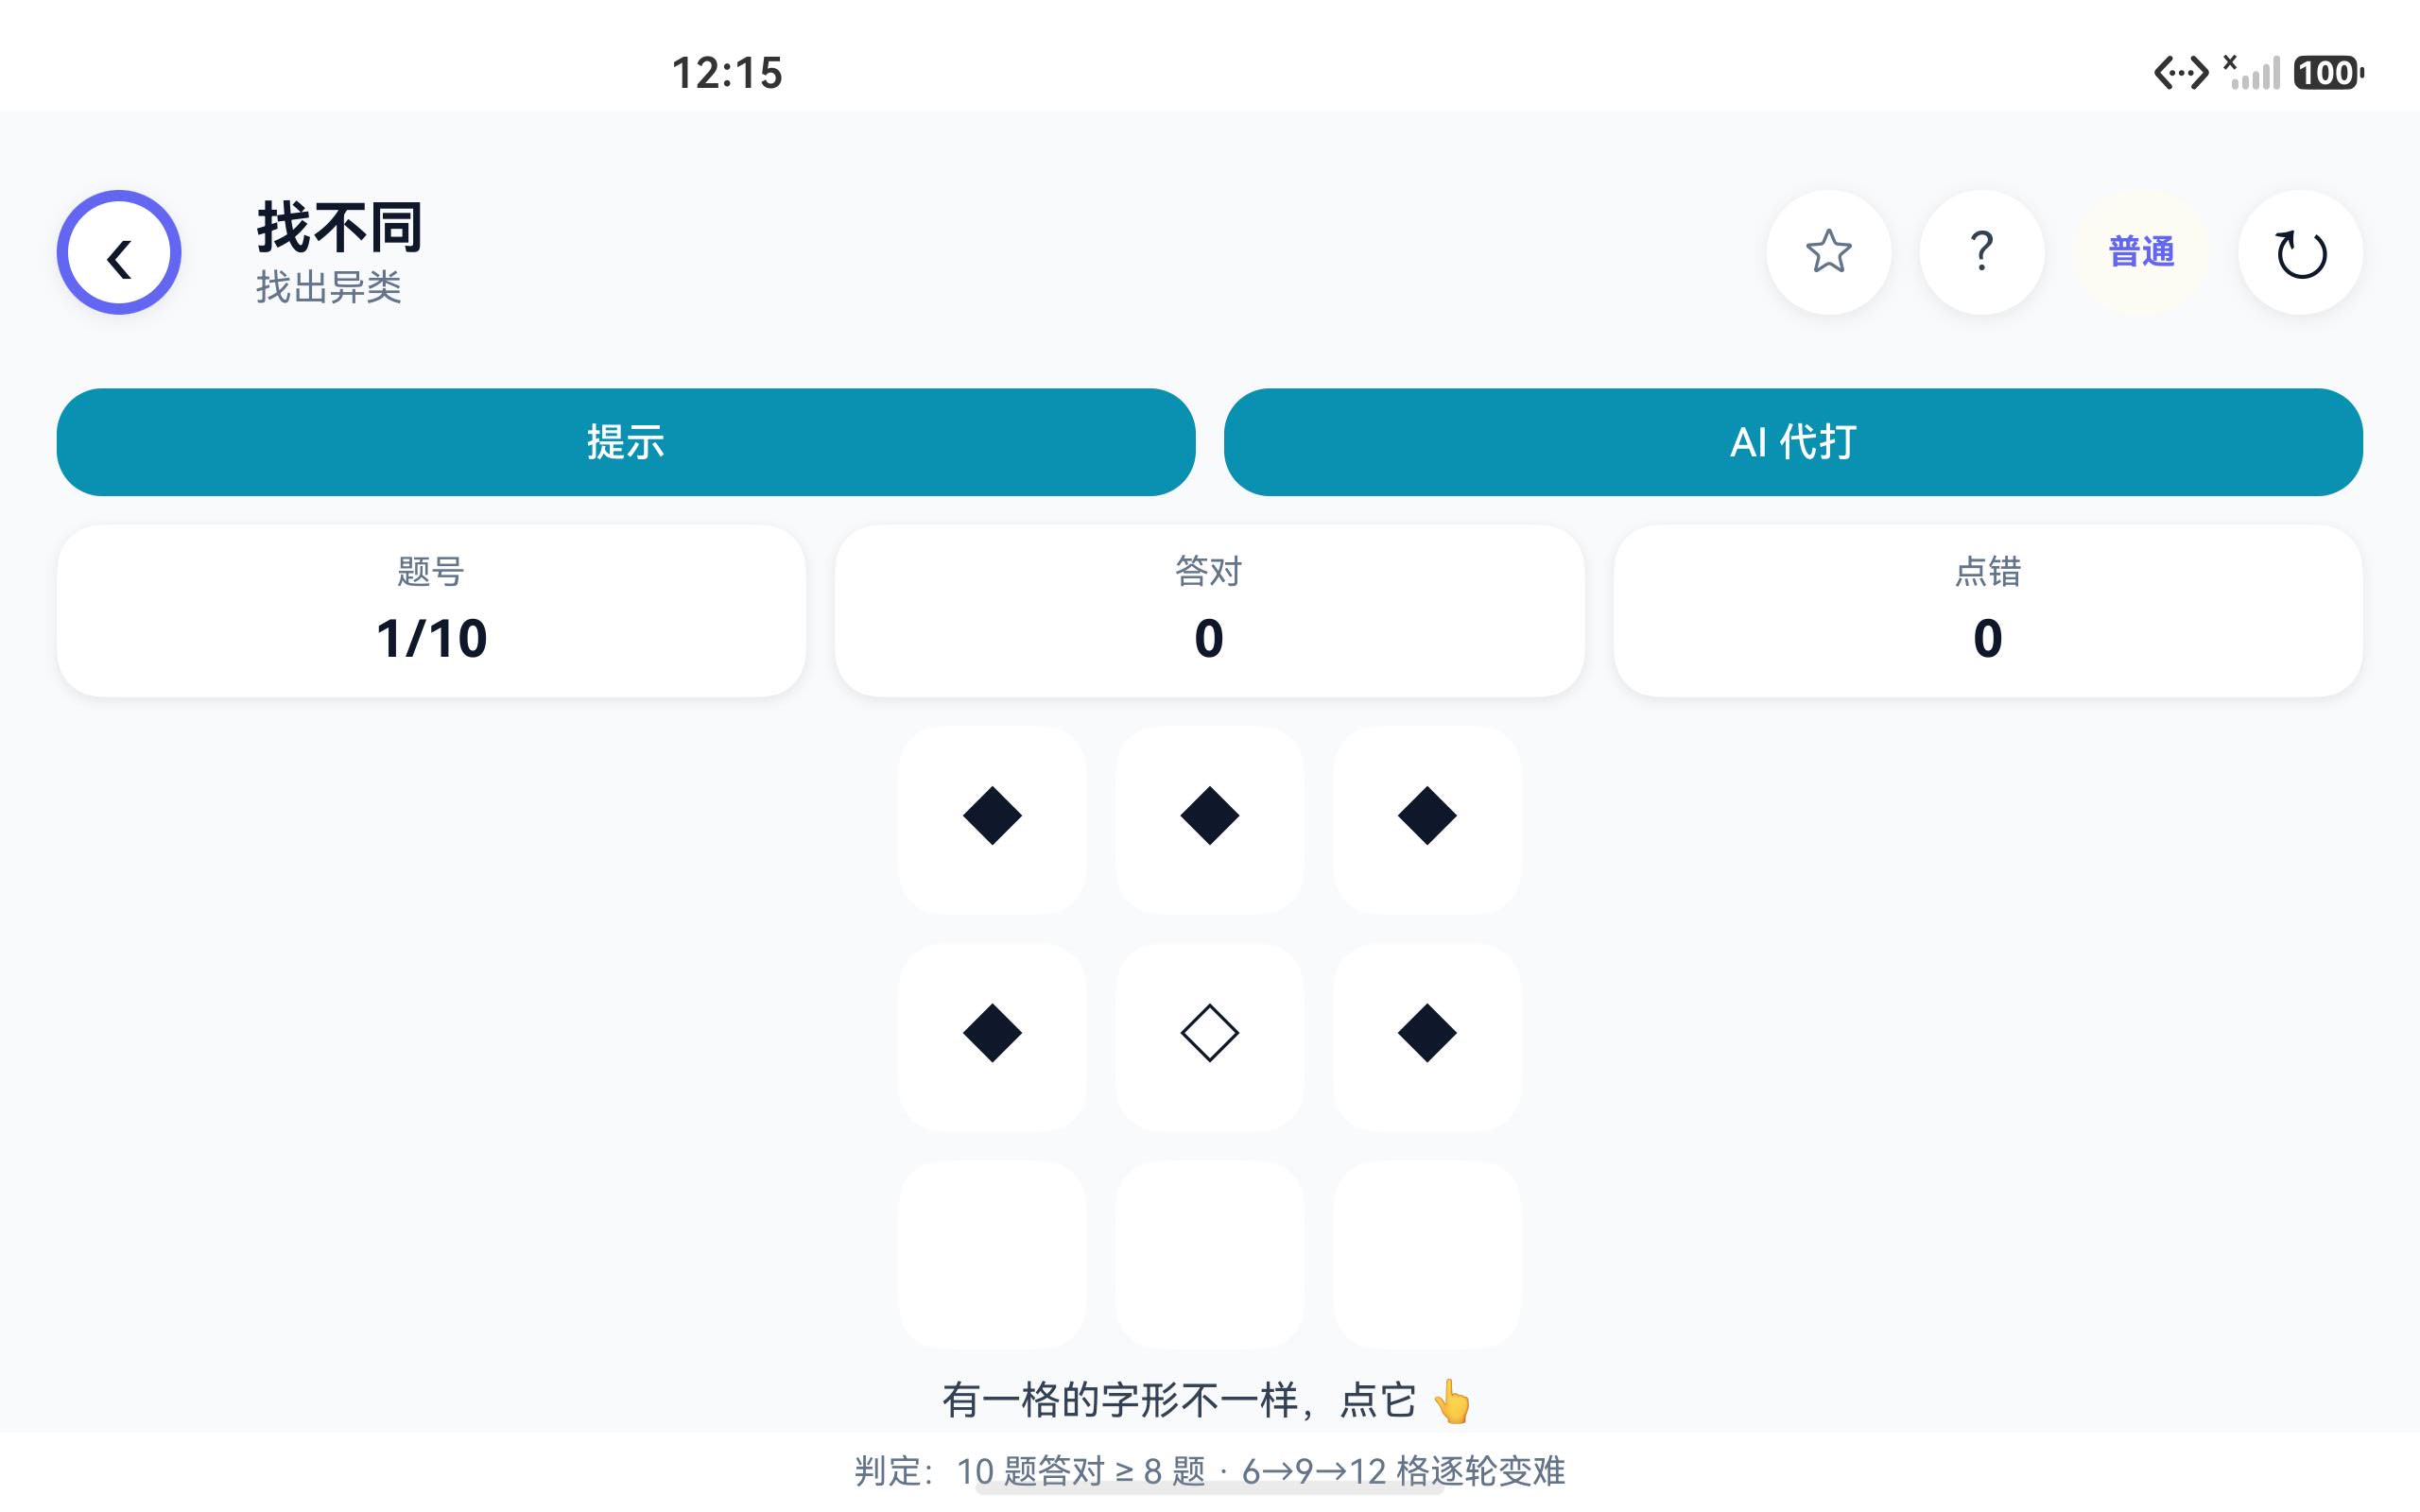 12:15
100
找不同
找出异类
?
普通
提示
AI 代打
题号
1/10
答对
0
点错
0
有一格的字形不一样，点它 👆
判定：10 题答对 ≥ 8 题 · 6→9→12 格逐轮变难